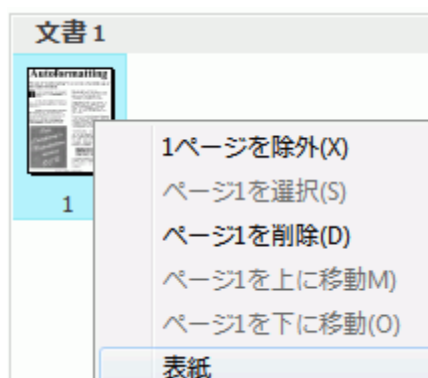 文書 1
Autoformatting
1
1ページを除外(X)
ページ1を選択(S)
ページ1を削除(D)
ページ1を上に移動M)
ページ1を下に移動(O)
表紙